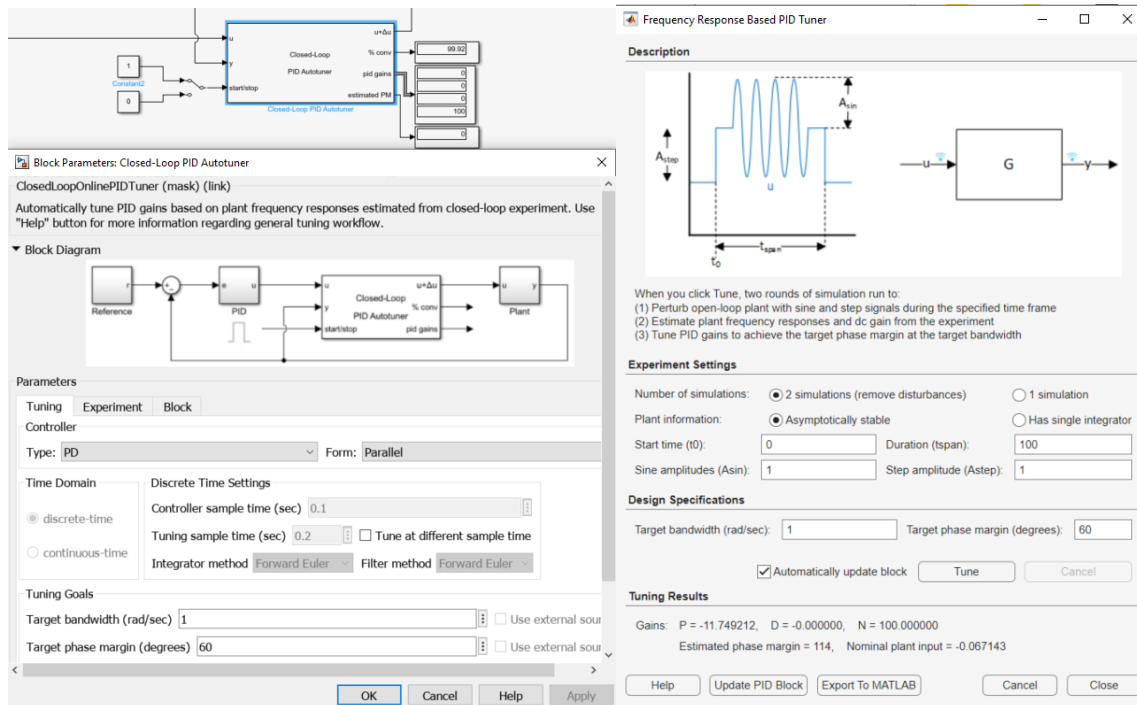 u
y
start/stop
Closed-Loop
PID Autotuner
u+Δu
% conv
pid gains
estimated PM
Closed-Loop PID Autotuner
1
Constant2
0
99.92
0
0
0
100
0
Block Parameters: Closed-Loop PID Autotuner
ClosedLoopOnlinePIDTuner (mask) (link)
Automatically tune PID gains based on plant frequency responses estimated from closed-loop experiment. Use
"Help" button for more information regarding general tuning workflow.
Block Diagram
r
Reference
e u
PID
u
y
start/stop
Closed-Loop
PID Autotuner
u+Δu
% conv
pid gains
u y
Plant
Parameters
Tuning Experiment Block
Controller
Type: PD Form: Parallel
Time Domain
discrete-time
continuous-time
Discrete Time Settings
Controller sample time (sec) 0.1
Tuning sample time (sec) 0.2 Tune at different sample time
Integrator method Forward Euler Filter method Forward Euler
Tuning Goals
Target bandwidth (rad/sec) 1 Use external sour
Target phase margin (degrees) 60 Use external sour
OK Cancel Help Apply
Frequency Response Based PID Tuner
Description
Asin
Astep
u
tspan
t0
u G y
When you click Tune, two rounds of simulation run to:
(1) Perturb open-loop plant with sine and step signals during the specified time frame
(2) Estimate plant frequency responses and dc gain from the experiment
(3) Tune PID gains to achieve the target phase margin at the target bandwidth
Experiment Settings
Number of simulations: 2 simulations (remove disturbances) 1 simulation
Plant information: Asymptotically stable Has single integrator
Start time (t0): 0 Duration (tspan): 100
Sine amplitudes (Asin): 1 Step amplitude (Astep): 1
Design Specifications
Target bandwidth (rad/sec): 1 Target phase margin (degrees): 60
Automatically update block Tune Cancel
Tuning Results
Gains: P = -11.749212, D = -0.000000, N = 100.000000
Estimated phase margin = 114, Nominal plant input = -0.067143
Help Update PID Block Export To MATLAB Cancel Close